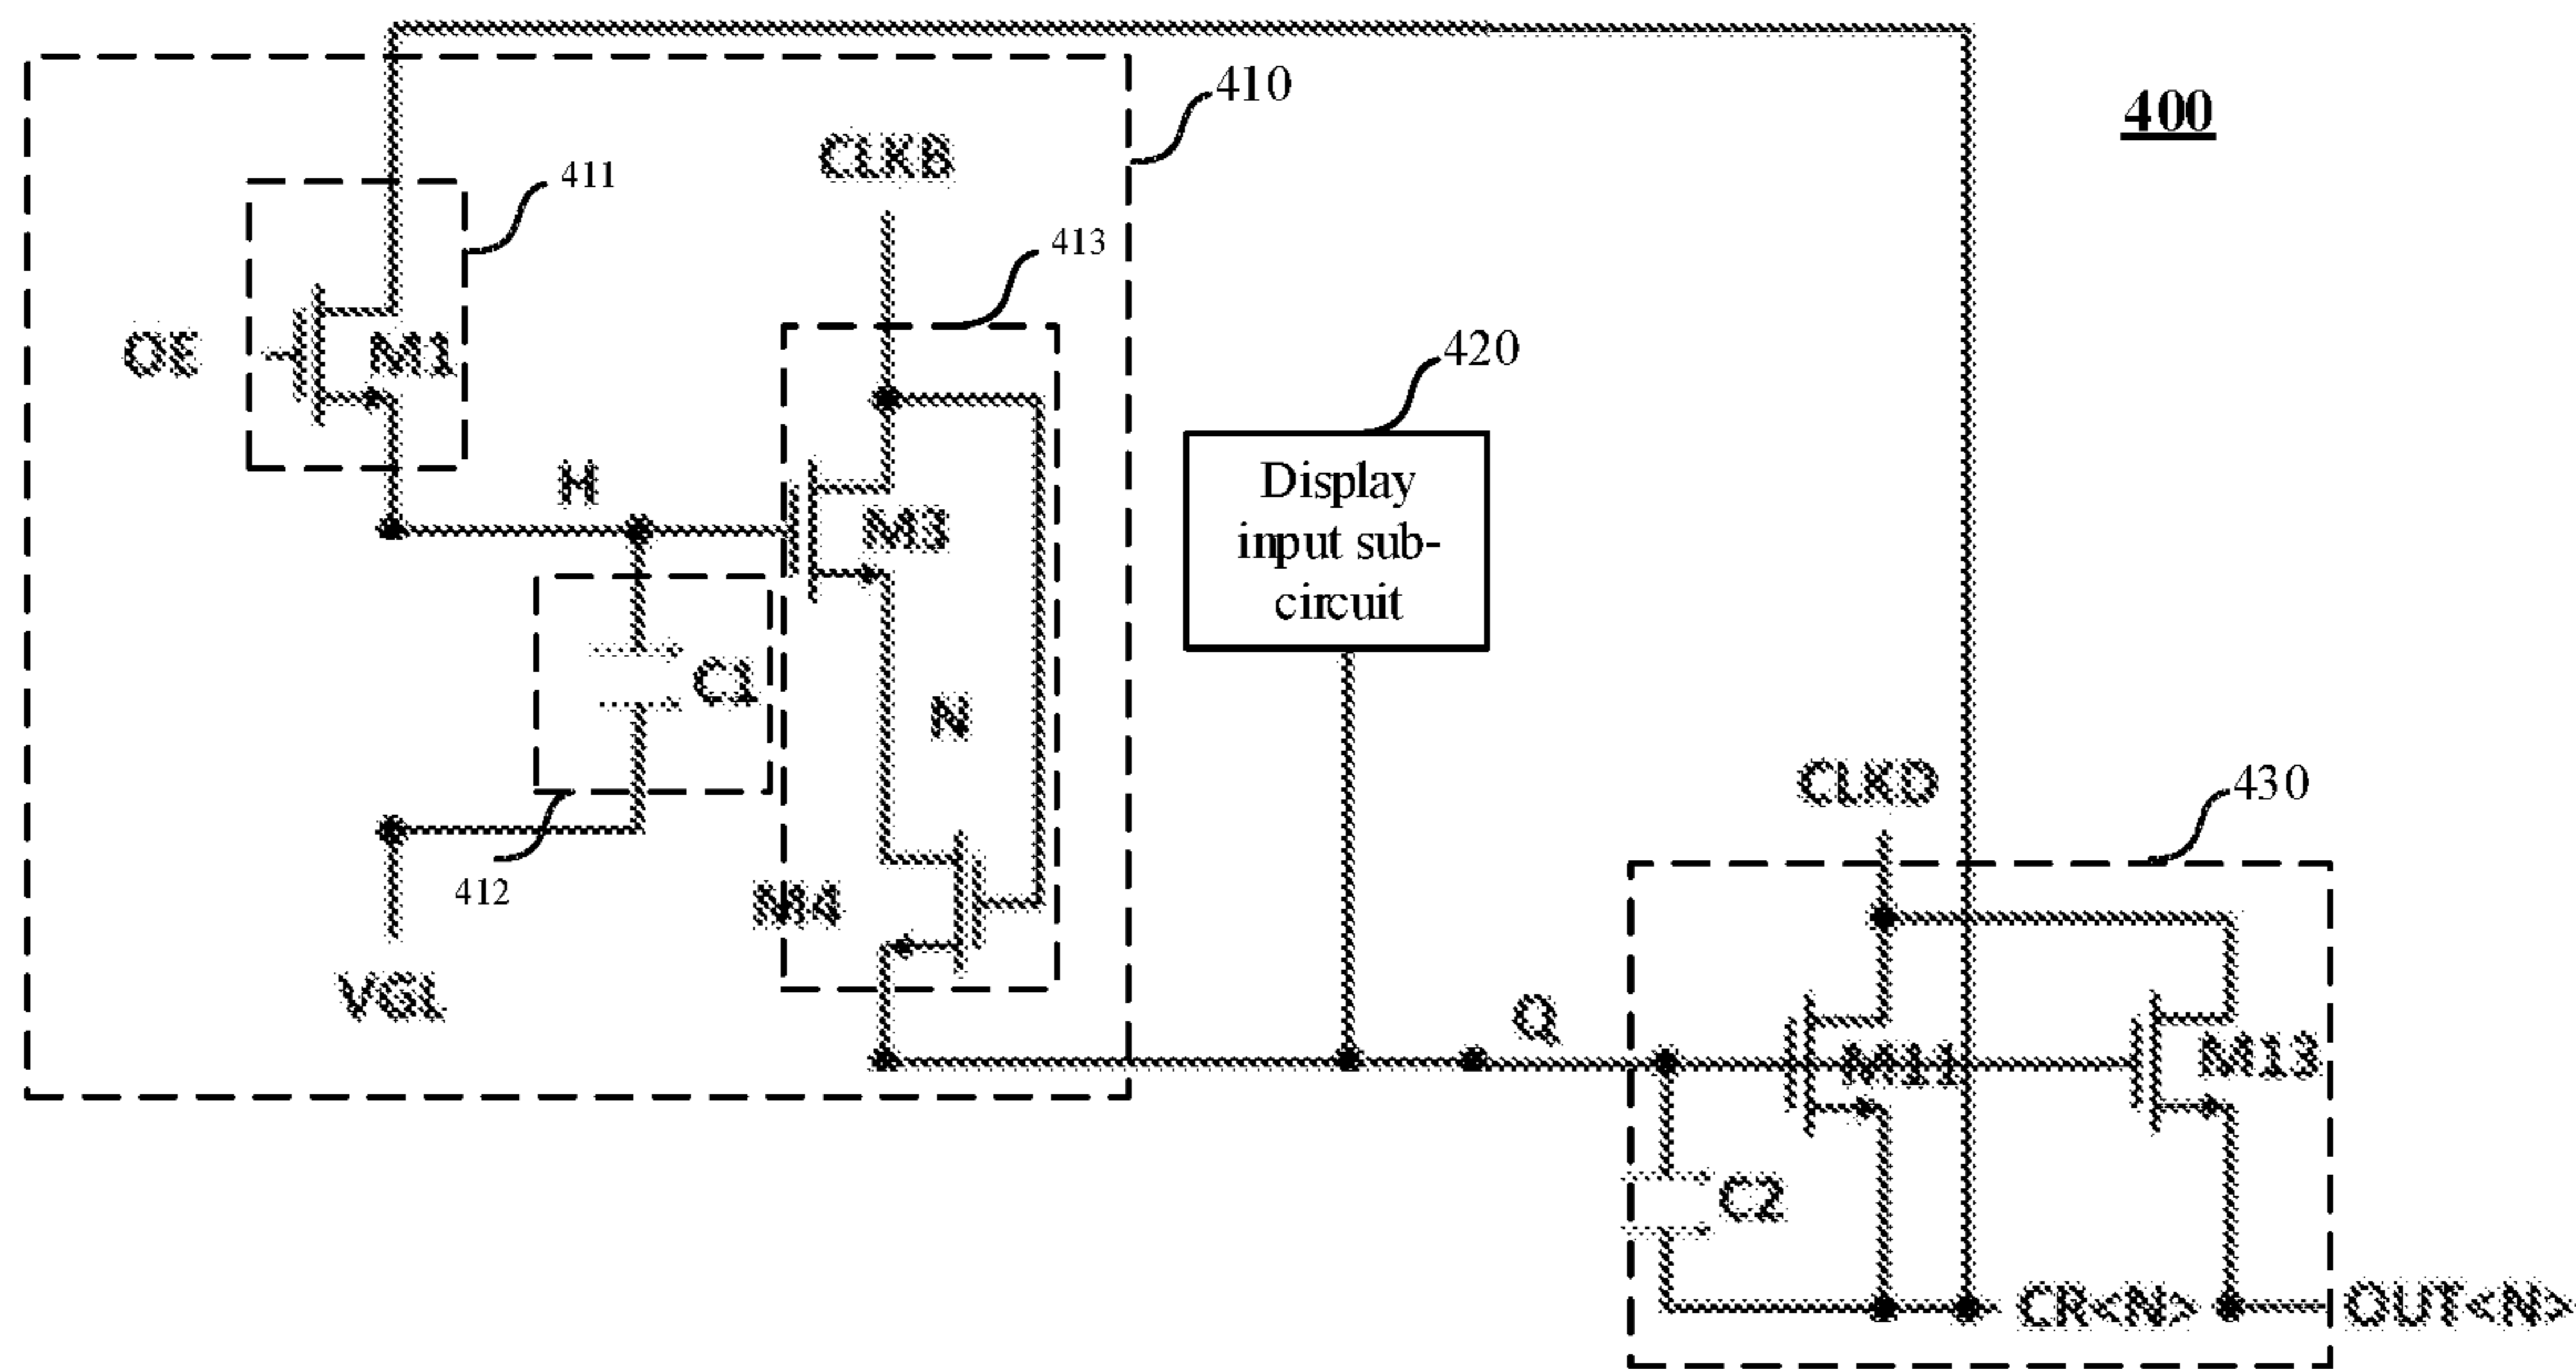 410
400
CLKB
411
413
OE
M1
420
H
Display
input sub-
circuit
M3
C1
N
CLKD
430
412
M4
VGL
Q
M11
M13
C2
CR<N>
OUT<N>